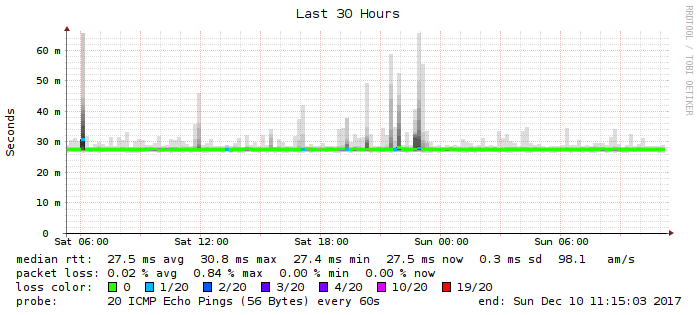 Last 30 Hours
RRDTOOL / TOBI OETIKER
Seconds
60 m
50 m
40 m
30 m
20 m
10 m
0
Sat 06:00 Sat 12:00 Sat 18:00 Sun 00:00 Sun 06:00
median rtt: 27.5 ms avg 30.8 ms max 27.4 ms min 27.5 ms now 0.3 ms sd 98.1 am/s
packet loss: 0.02 % avg 0.84 % max 0.00 % min 0.00 % now
loss color: 0 1/20 2/20 3/20 4/20 10/20 19/20
probe: 20 ICMP Echo Pings (56 Bytes) every 60s end: Sun Dec 10 11:15:03 2017